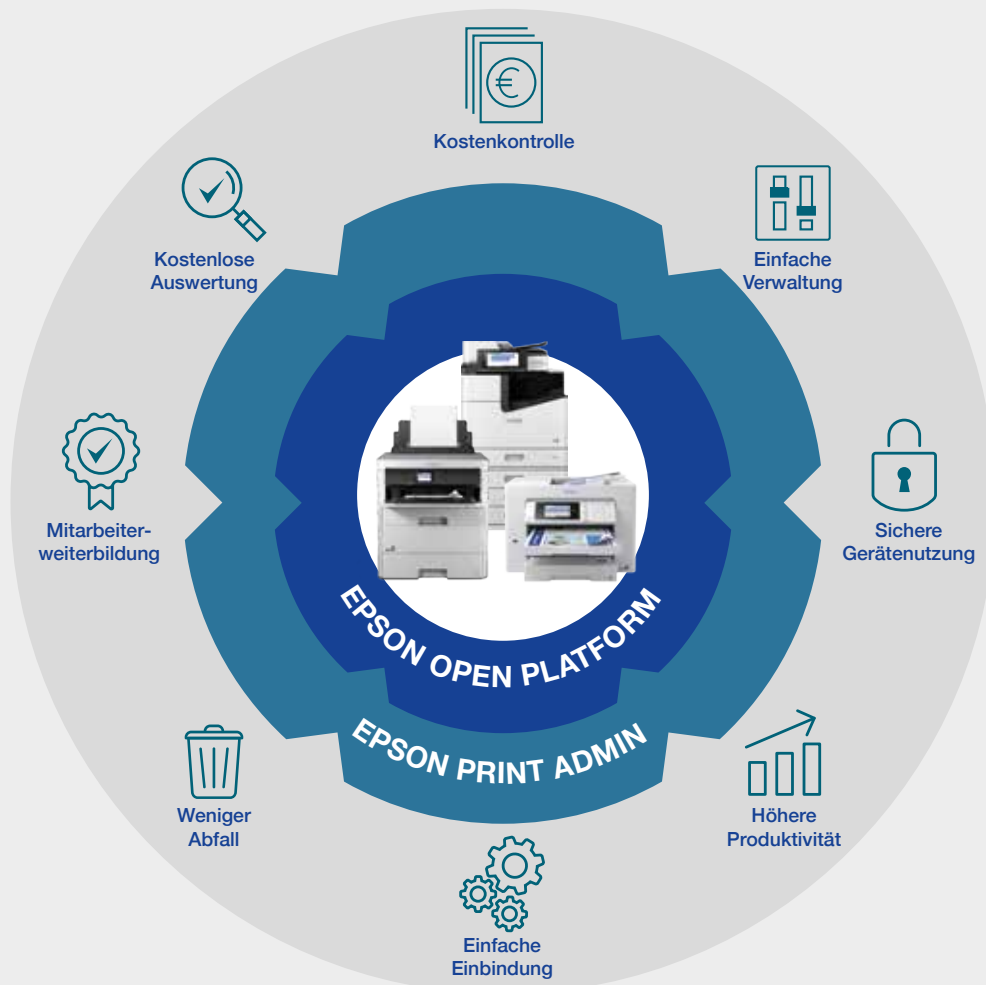 Kostenkontrolle
Kostenlose
Auswertung
Einfache
Verwaltung
Mitarbeiter-
weiterbildung
Sichere
Gerätenutzung
EPSON OPEN PLATFORM
EPSON PRINT ADMIN
Weniger
Abfall
Höhere
Produktivität
Einfache
Einbindung